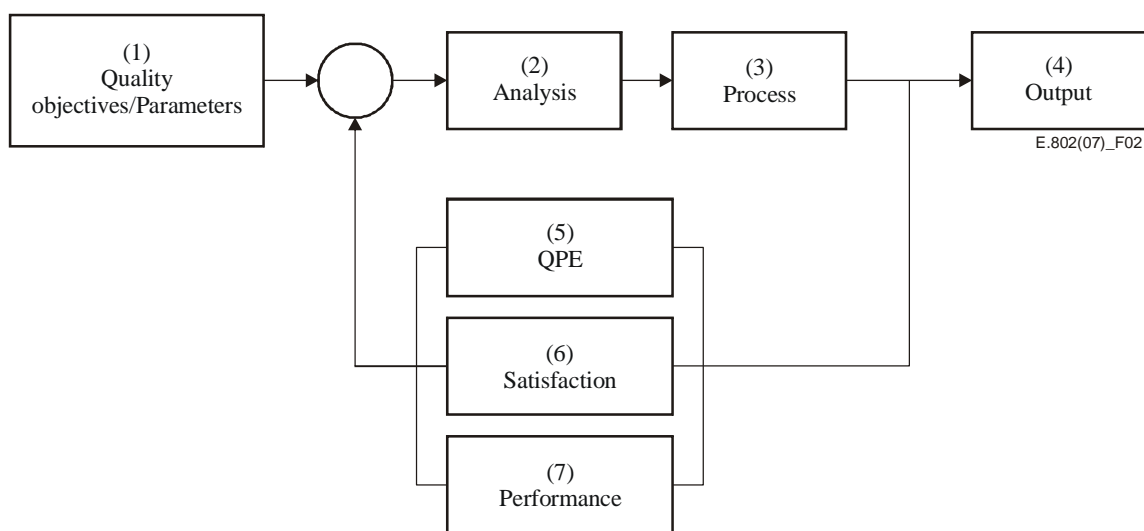 (1)
Quality
objectives/Parameters
(2)
Analysis
(3)
Process
(4)
Output
E.802(07)_F02
(5)
QPE
(6)
Satisfaction
(7)
Performance